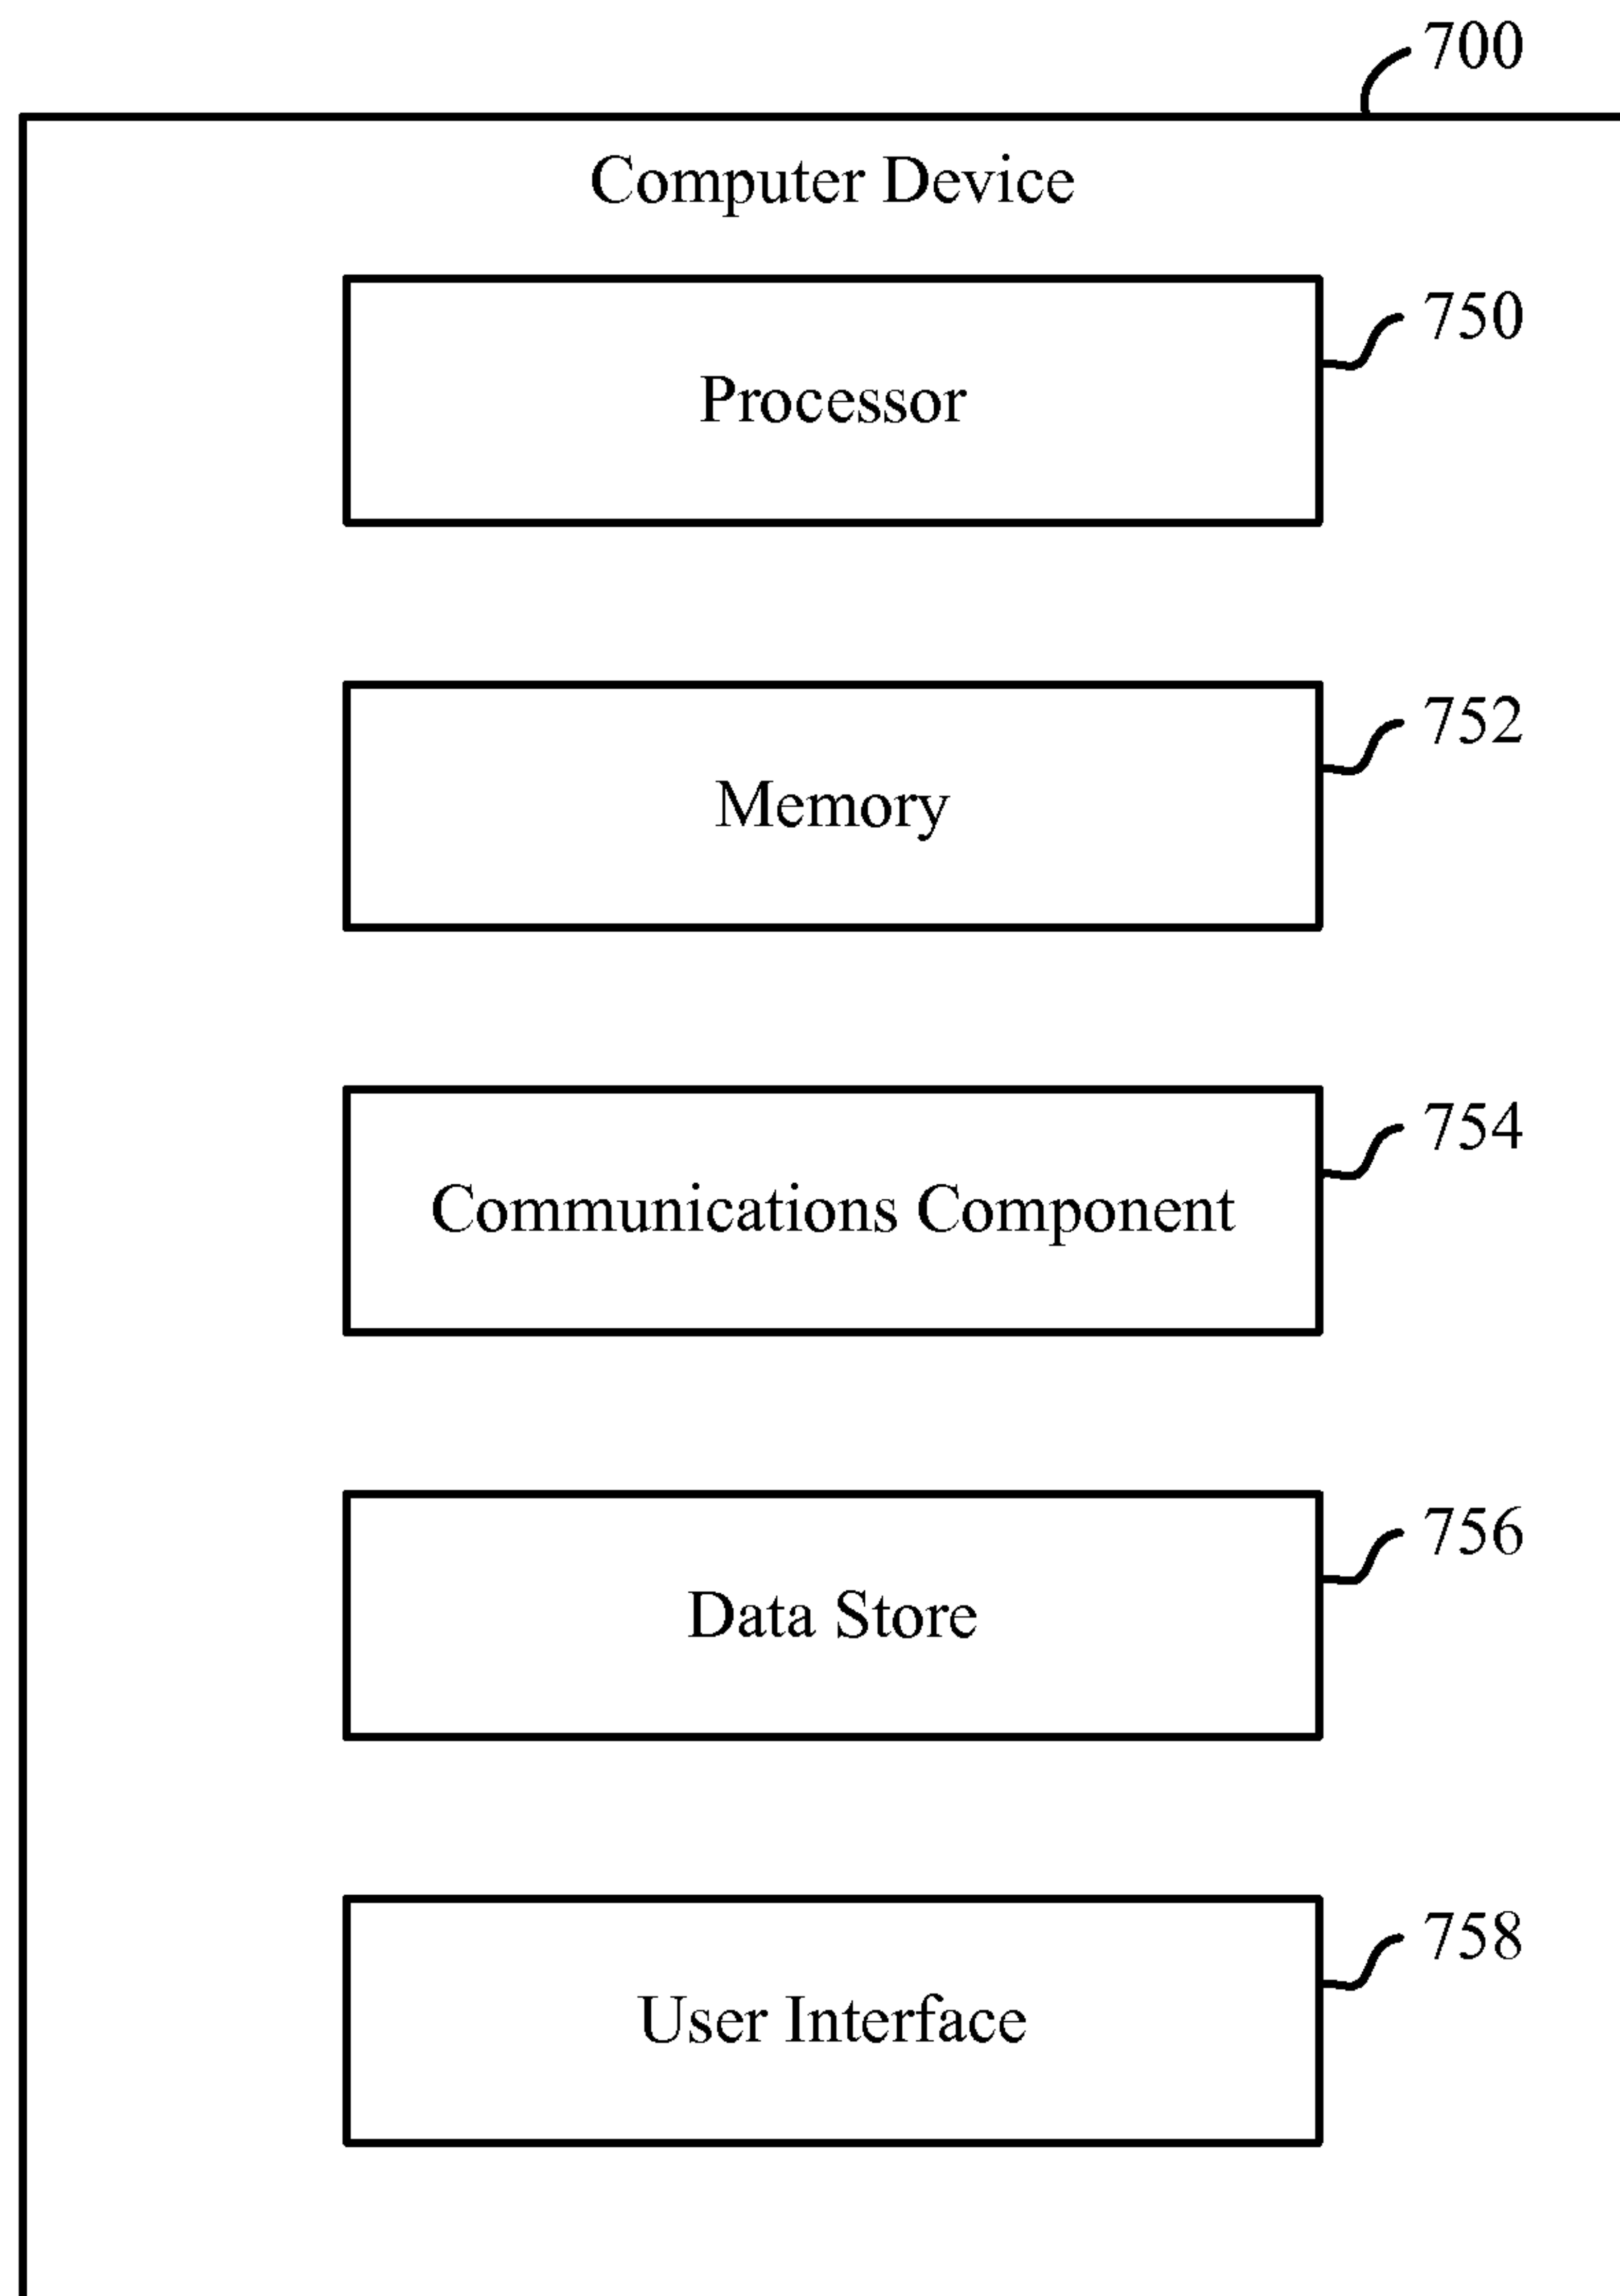 700
Computer Device
750
Processor
752
Memory
754
Communications Component
756
Data Store
758
User Interface